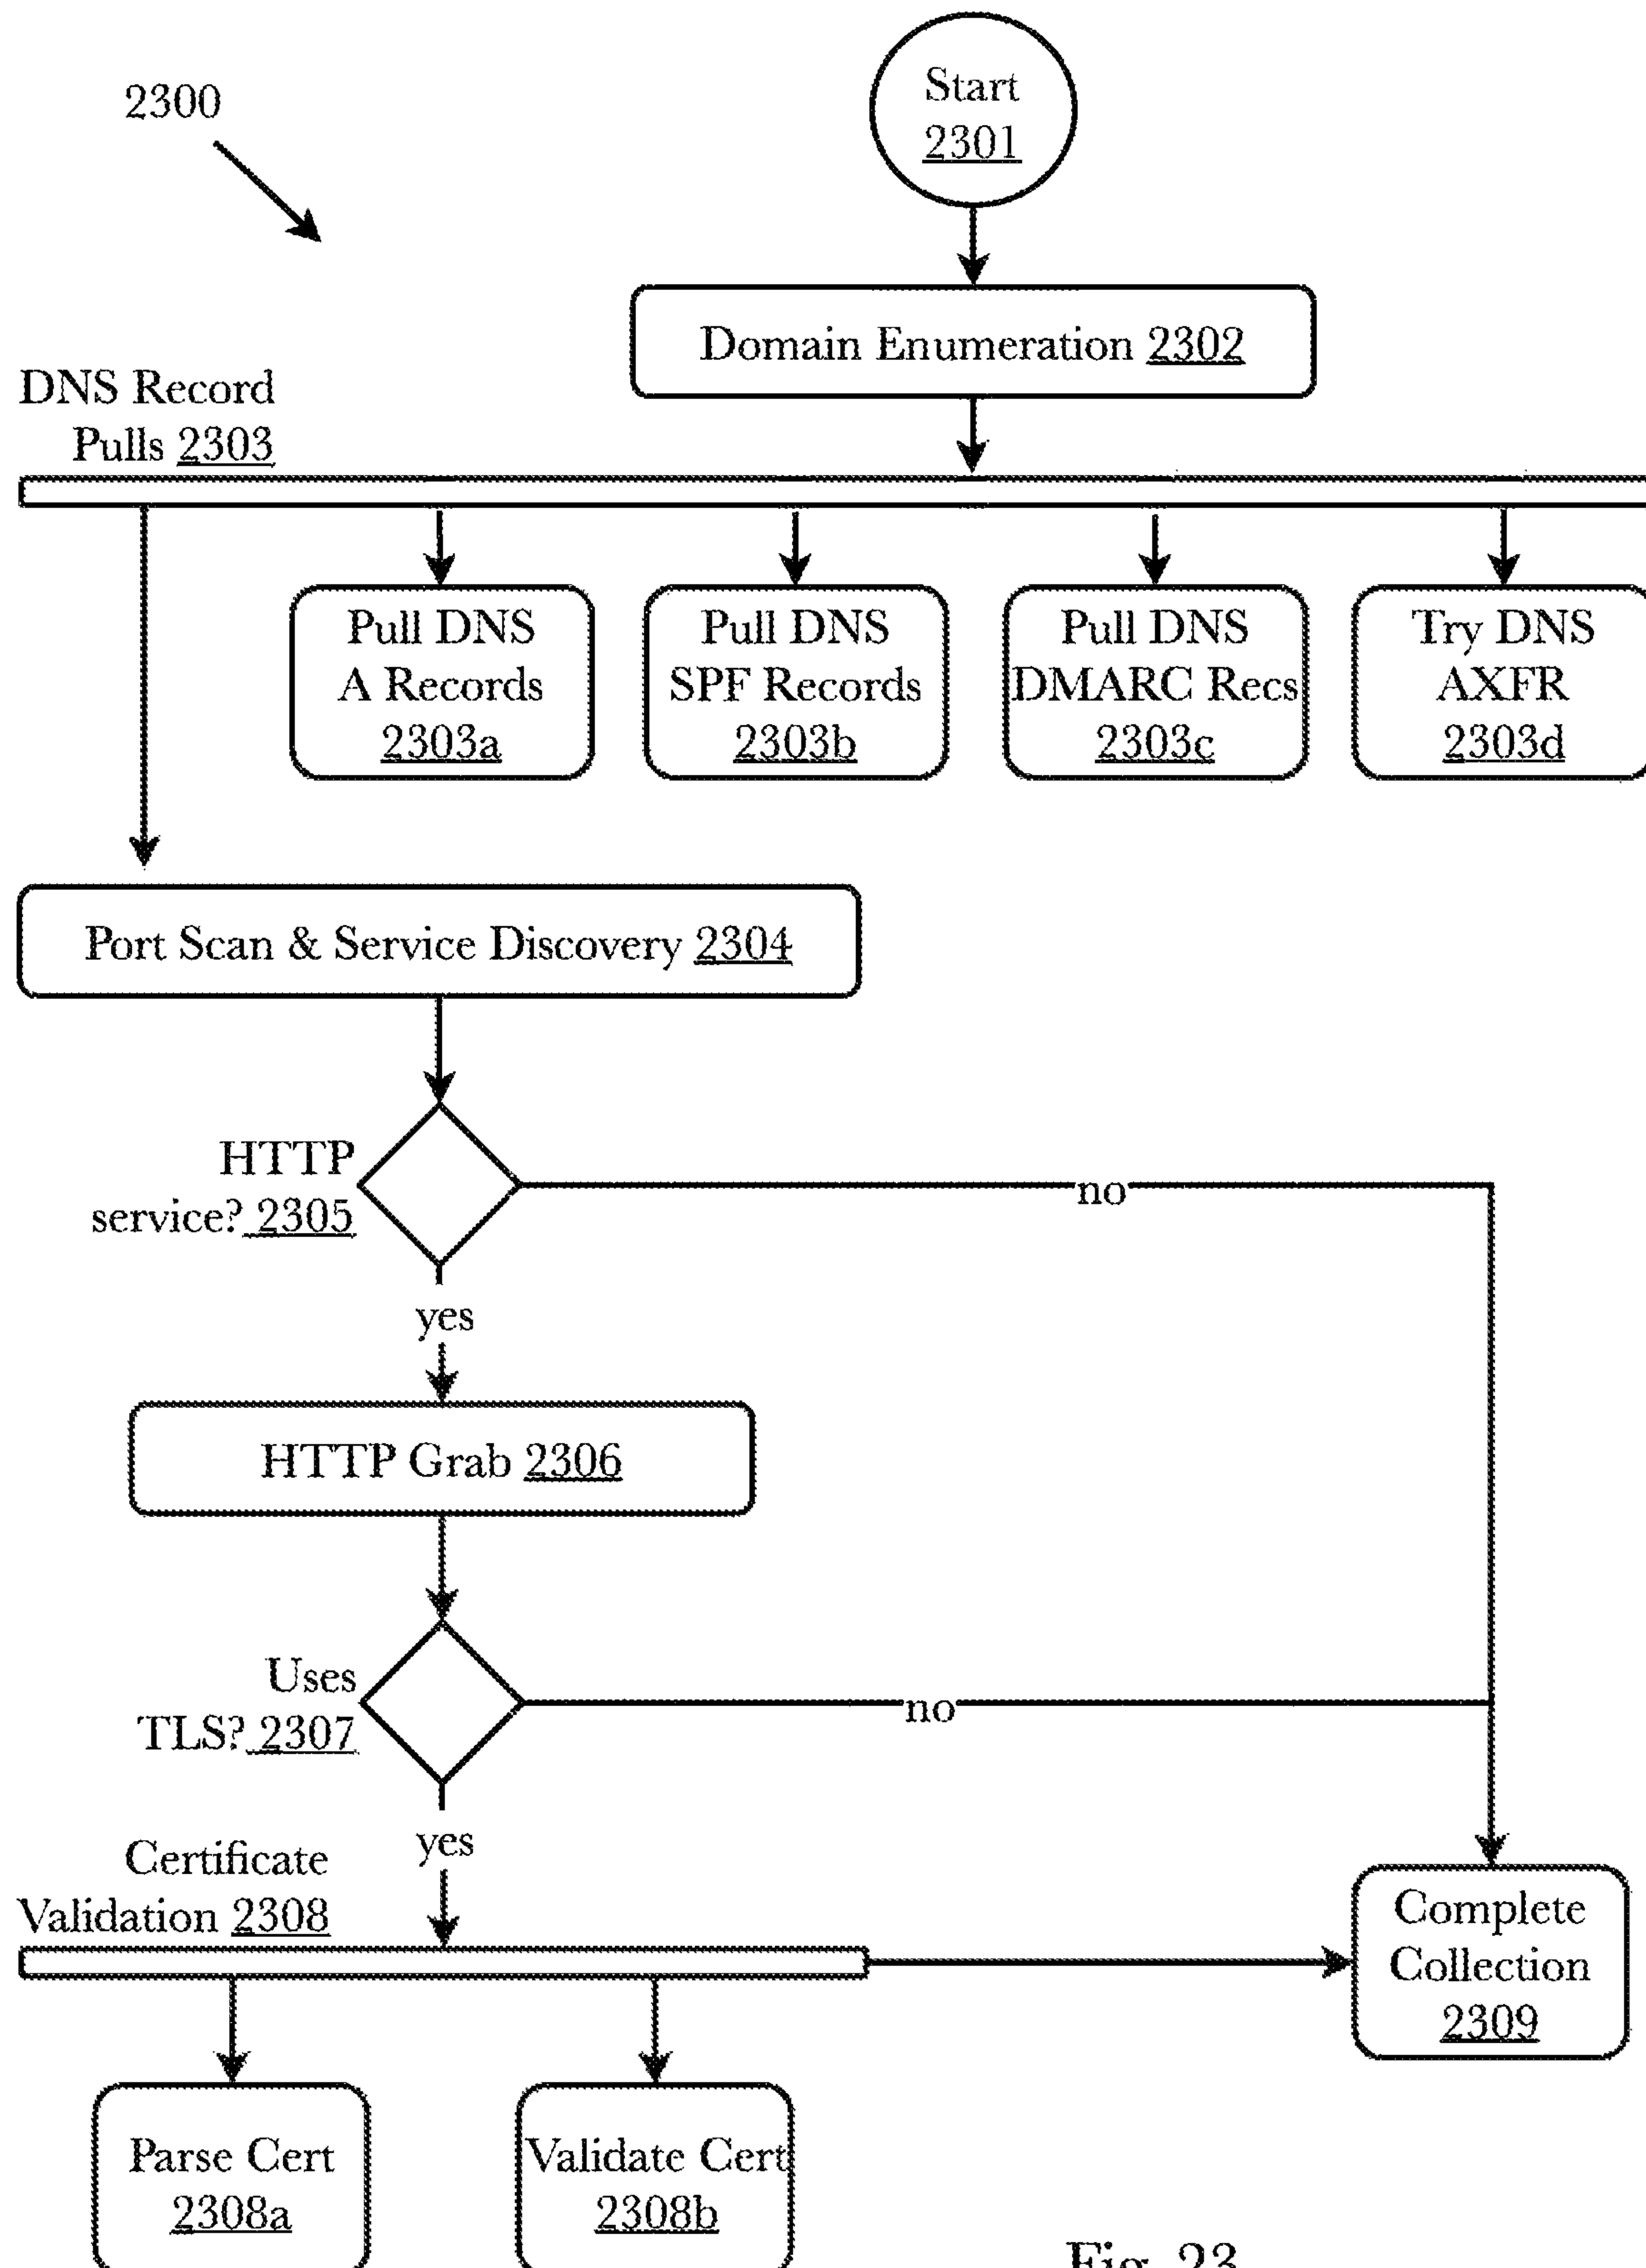 2300
Start
2301
Domain Enumeration 2302
DNS Record
Pulls 2303
Pull DNS
A Records
2303a
Pull DNS
SPF Records
2303b
Pull DNS
DMARC Recs
2303c
Try DNS
AXFR
2303d
Port Scan & Service Discovery 2304
HTTP
service? 2305
no
yes
HTTP Grab 2306
Uses
TLS? 2307
no
yes
Certificate
Validation 2308
Complete
Collection
2309
Parse Cert
2308a
Validate Cert
2308b
Fig. 23